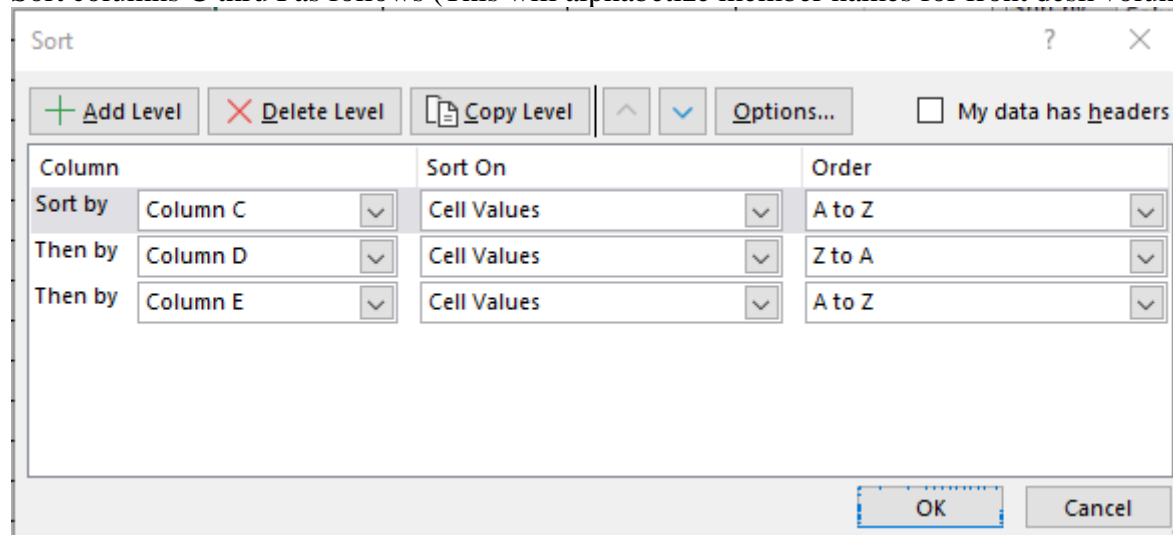 Sort
? ×
Add Level Delete Level Copy Level Options... My data has headers
Column Sort On Order
Sort by Column C Cell Values A to Z
Then by Column D Cell Values Z to A
Then by Column E Cell Values A to Z
OK Cancel